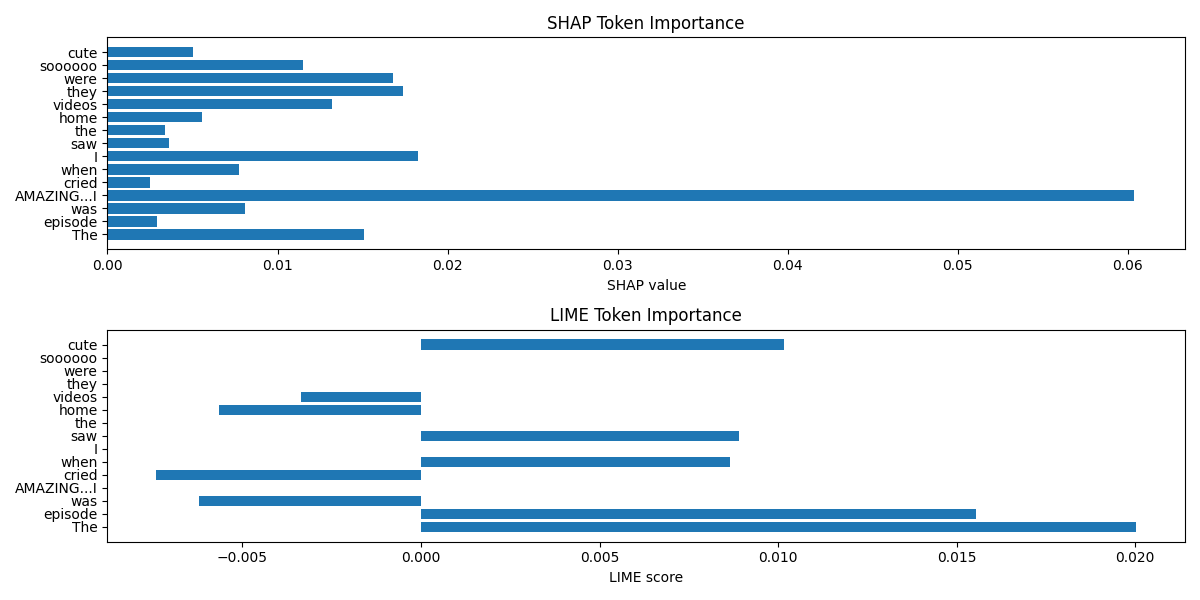 SHAP Token Importance
cute
soooooo
were
they
videos
home
the
saw
I
when
cried
AMAZING...I
was
episode
The
0.00 0.01 0.02 0.03 0.04 0.05 0.06
SHAP value
LIME Token Importance
cute
soooooo
were
they
videos
home
the
saw
I
when
cried
AMAZING...I
was
episode
The
−0.005 0.000 0.005 0.010 0.015 0.020
LIME score